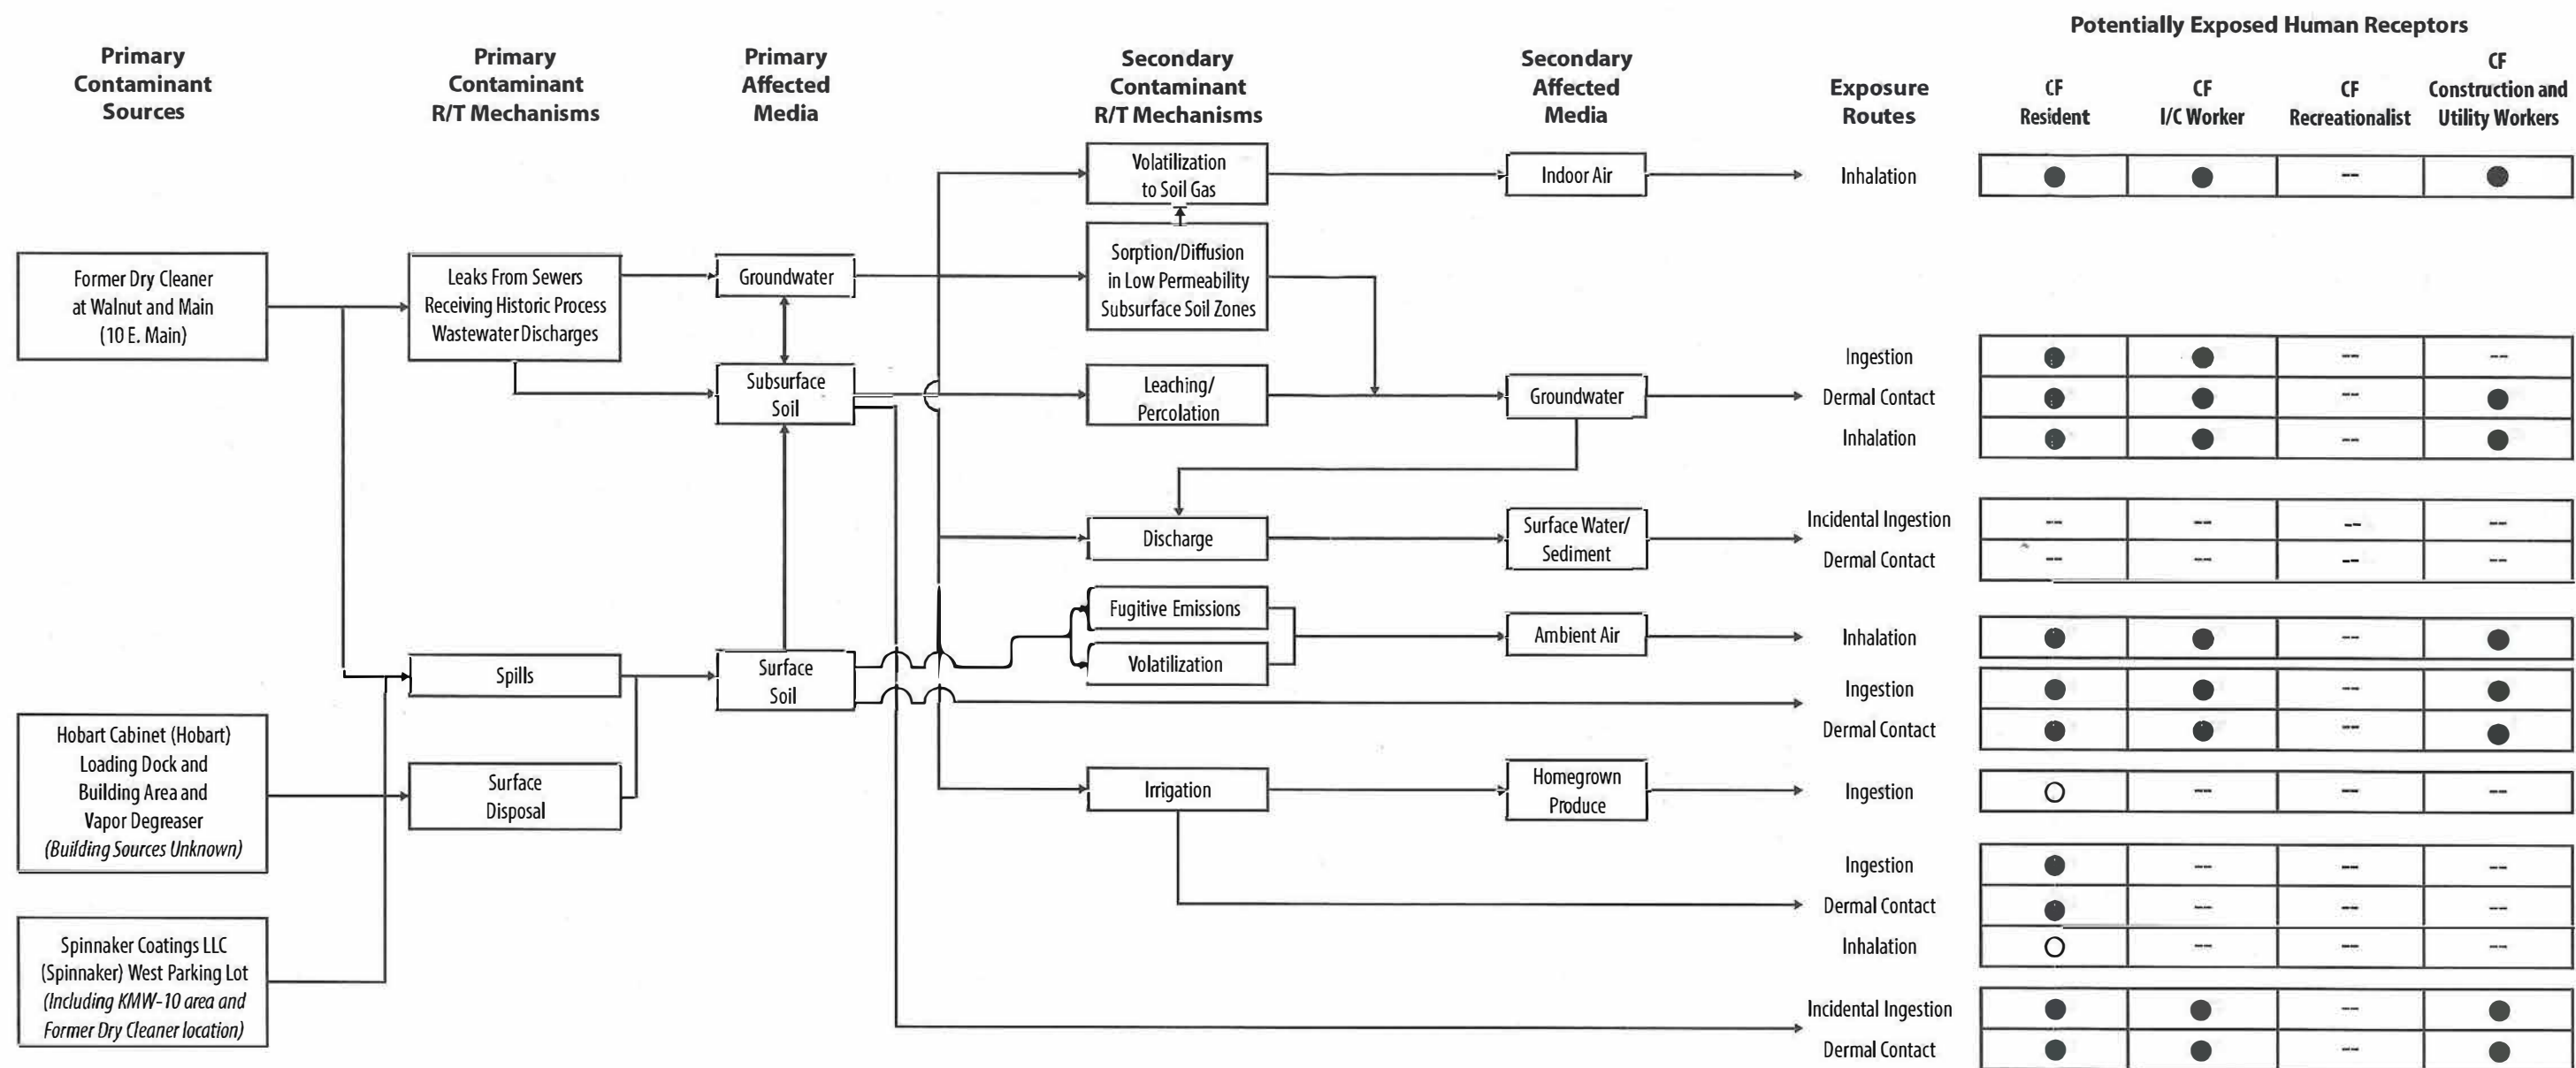 Potentially Exposed Human Receptors
Primary
Contaminant
Sources
Primary
Contaminant
R/T Mechanisms
Primary
Affected
Media
Secondary
Contaminant
R/T Mechanisms
Secondary
Affected
Media
Exposure
Routes
CF
Resident
CF
I/C Worker
CF
Recreationalist
CF
Construction and
Utility Workers
Volatilization
to Soil Gas
Indoor Air
Inhalation
--
Former Dry Cleaner
at Walnut and Main
(10 E. Main)
Leaks From Sewers
Receiving Historic Process
Wastewater Discharges
Groundwater
Sorption/Diffusion
in Low Permeability
Subsurface Soil Zones
Subsurface
Soil
Leaching/
Percolation
Groundwater
Ingestion
-- --
Dermal Contact
--
Inhalation
--
Discharge
Surface Water/
Sediment
Incidental Ingestion
-- -- -- --
Dermal Contact
-- -- -- --
Fugitive Emissions
Volatilization
Ambient Air
Inhalation
--
Spills
Surface
Soil
Ingestion
--
Dermal Contact
--
Hobart Cabinet (Hobart)
Loading Dock and
Building Area and
Vapor Degreaser
(Building Sources Unknown)
Surface
Disposal
Irrigation
Homegrown
Produce
Ingestion
-- -- --
Ingestion
-- -- --
Dermal Contact
-- -- --
Inhalation
-- -- --
Spinnaker Coatings LLC
(Spinnaker) West Parking Lot
(Including KMW-10 area and
Former Dry Cleaner location)
Incidental Ingestion
--
Dermal Contact
--